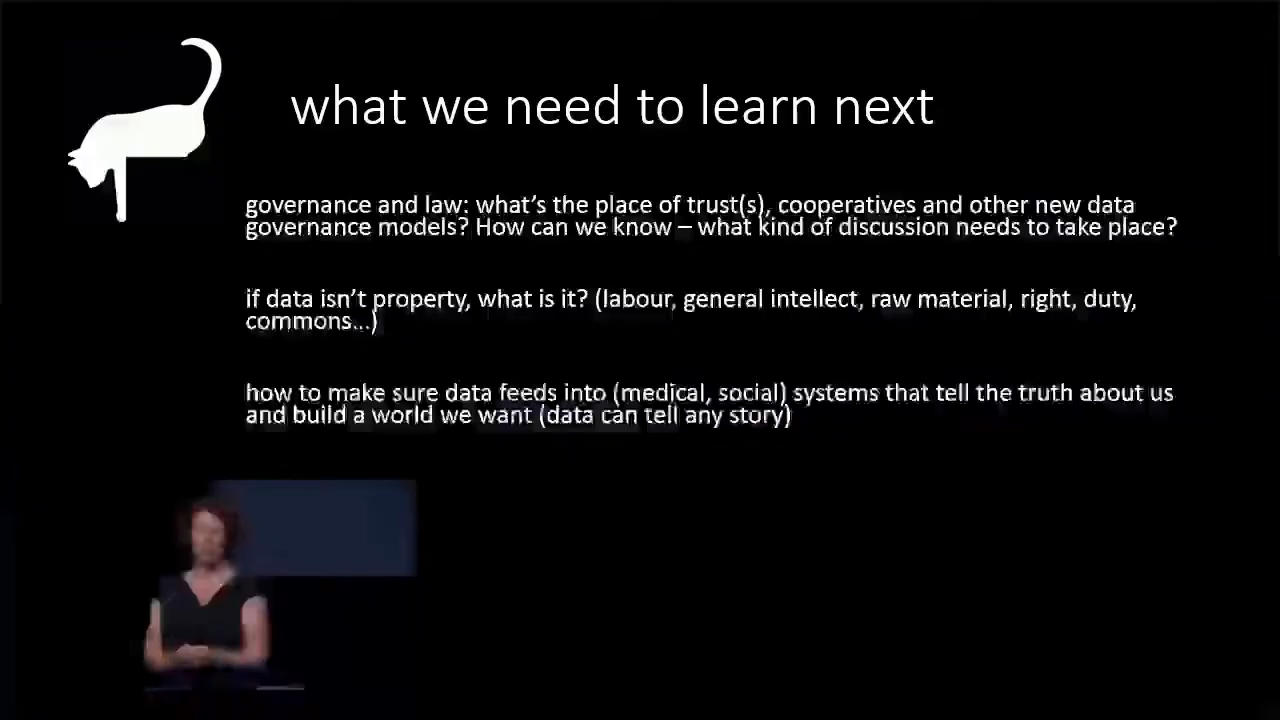 what we need to learn next
governance and law: what’s the place of trust(s), cooperatives and other new data
governance models? How can we know – what kind of discussion needs to take place?
if data isn’t property, what is it? (labour, general intellect, raw material, right, duty,
commons...)
how to make sure data feeds into (medical, social) systems that tell the truth about us
and build a world we want (data can tell any story)